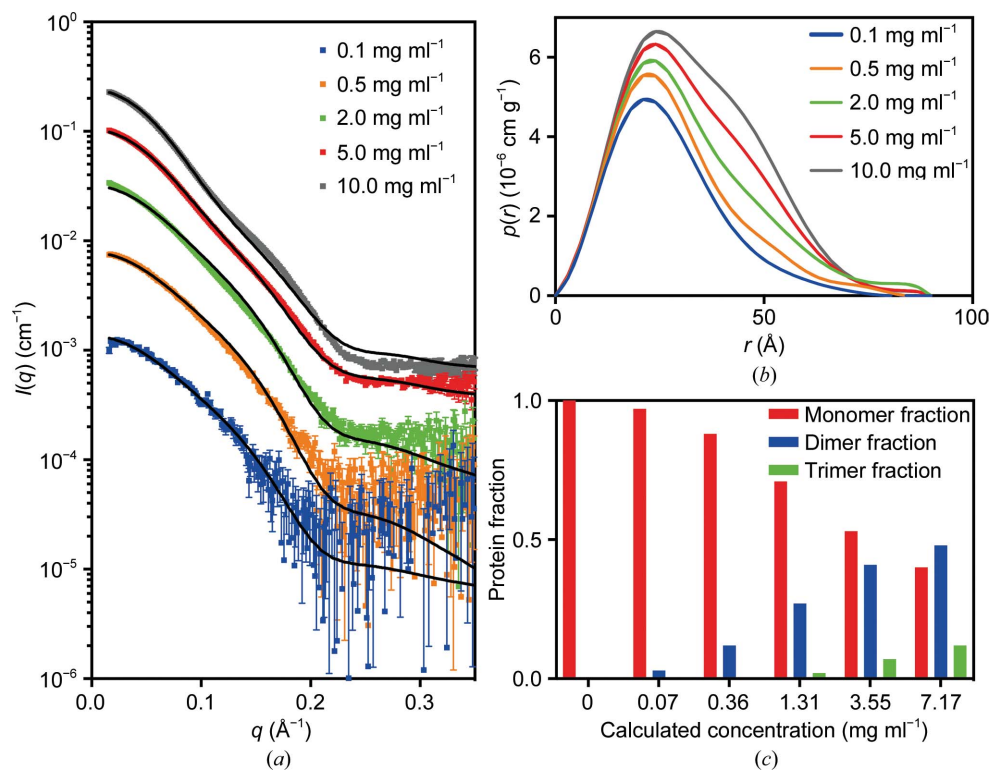 10⁰
10⁻¹
10⁻²
10⁻³
10⁻⁴
10⁻⁵
10⁻⁶
I(q) (cm⁻¹)
0.1 mg ml⁻¹
0.5 mg ml⁻¹
2.0 mg ml⁻¹
5.0 mg ml⁻¹
10.0 mg ml⁻¹
0.0 0.1 0.2 0.3
q (Å⁻¹)
(a)
6
4
2
0
p(r) (10⁻⁶ cm g⁻¹)
0.1 mg ml⁻¹
0.5 mg ml⁻¹
2.0 mg ml⁻¹
5.0 mg ml⁻¹
10.0 mg ml⁻¹
0 50 100
r (Å)
(b)
1.0
0.5
0.0
Protein fraction
Monomer fraction
Dimer fraction
Trimer fraction
0 0.07 0.36 1.31 3.55 7.17
Calculated concentration (mg ml⁻¹)
(c)